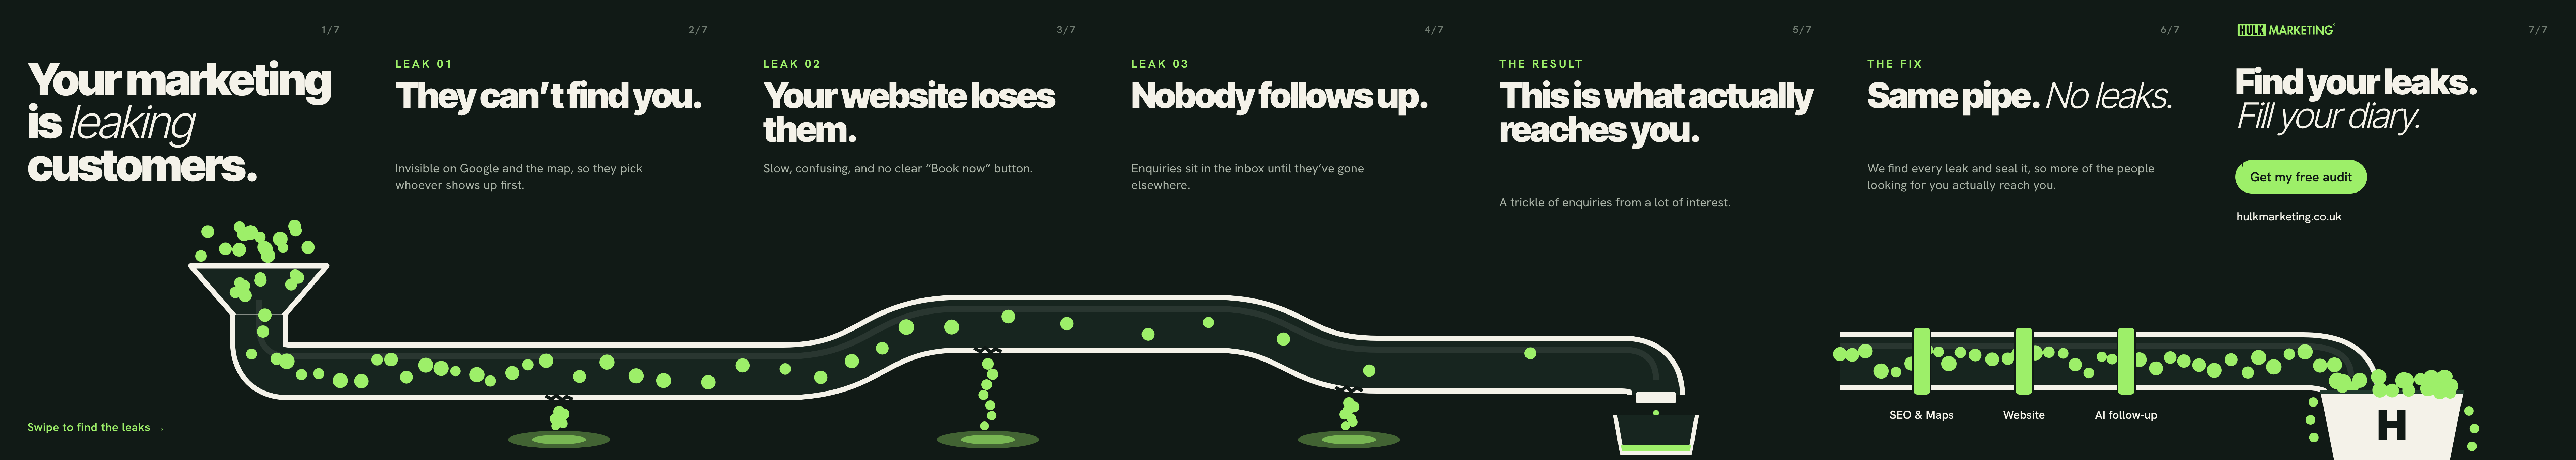 1/7
Your marketing
is leaking
customers.
Swipe to find the leaks →
2/7
LEAK 01
They can’t find you.
Invisible on Google and the map, so they pick
whoever shows up first.
3/7
LEAK 02
Your website loses
them.
Slow, confusing, and no clear “Book now” button.
4/7
LEAK 03
Nobody follows up.
Enquiries sit in the inbox until they’ve gone
elsewhere.
5/7
THE RESULT
This is what actually
reaches you.
A trickle of enquiries from a lot of interest.
6/7
THE FIX
Same pipe. No leaks.
We find every leak and seal it, so more of the people
looking for you actually reach you.
SEO & Maps
Website
AI follow-up
HULK MARKETING
7/7
Find your leaks.
Fill your diary.
Get my free audit
hulkmarketing.co.uk
H